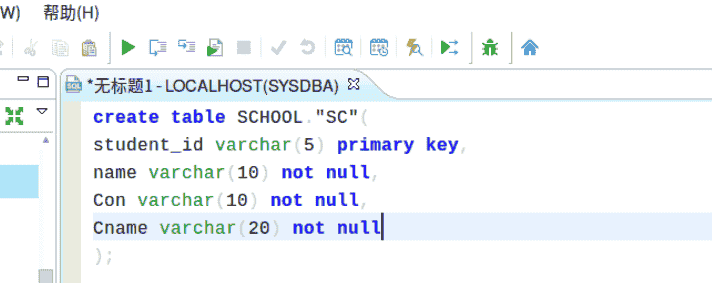 W) 帮助(H)
*无标题1 - LOCALHOST(SYSDBA)
create table SCHOOL."SC"(
student_id varchar(5) primary key,
name varchar(10) not null,
Con varchar(10) not null,
Cname varchar(20) not null
);